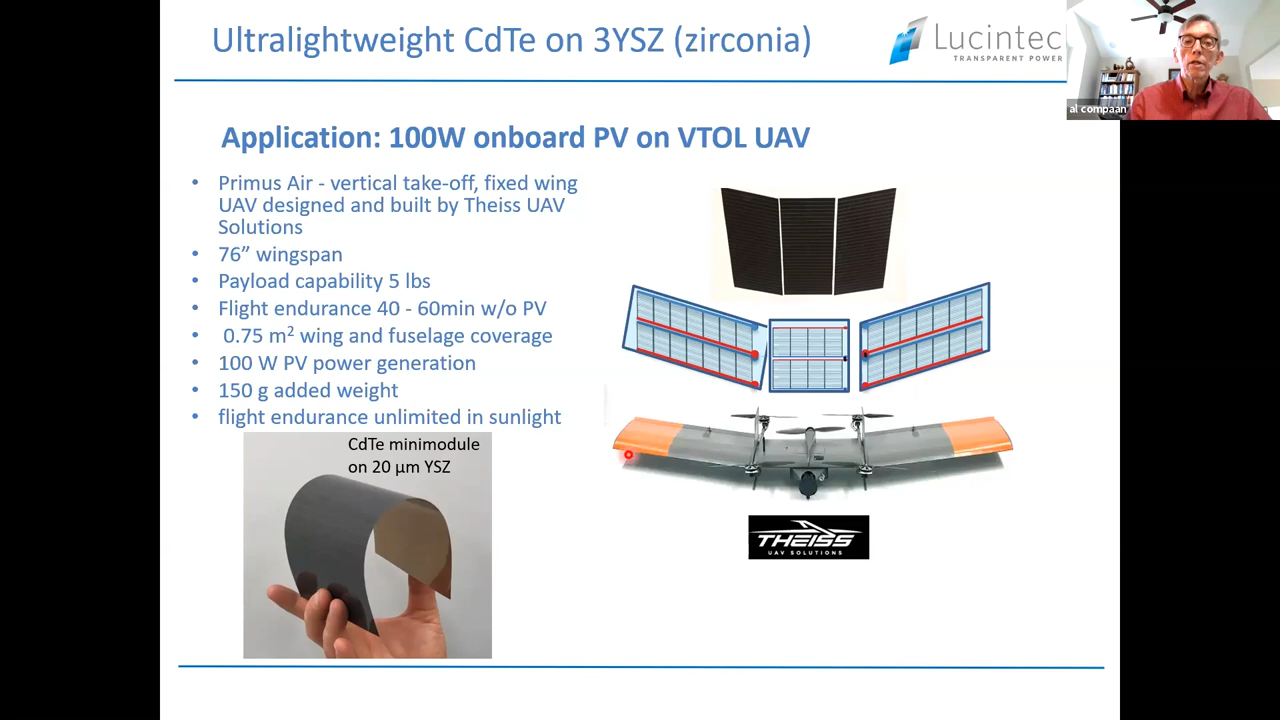 Ultralightweight CdTe on 3YSZ (zirconia)
Lucintec
TRANSPARENT POWER
al compaan
Application: 100W onboard PV on VTOL UAV
• Primus Air - vertical take-off, fixed wing
UAV designed and built by Theiss UAV
Solutions
• 76” wingspan
• Payload capability 5 lbs
• Flight endurance 40 - 60min w/o PV
• 0.75 m² wing and fuselage coverage
• 100 W PV power generation
• 150 g added weight
• flight endurance unlimited in sunlight
CdTe minimodule
on 20 µm YSZ
THEISS
UAV SOLUTIONS